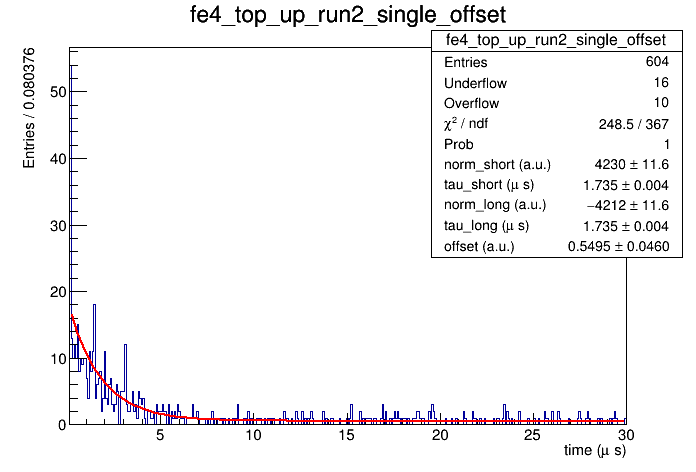 fe4_top_up_run2_single_offset
fe4_top_up_run2_single_offset
Entries 604
Underflow 16
Overflow 10
χ² / ndf 248.5 / 367
Prob 1
norm_short (a.u.) 4230 ± 11.6
tau_short (μ s) 1.735 ± 0.004
norm_long (a.u.) −4212 ± 11.6
tau_long (μ s) 1.735 ± 0.004
offset (a.u.) 0.5495 ± 0.0460
Entries / 0.080376
50
40
30
20
10
0
5 10 15 20 25 30
time (μ s)